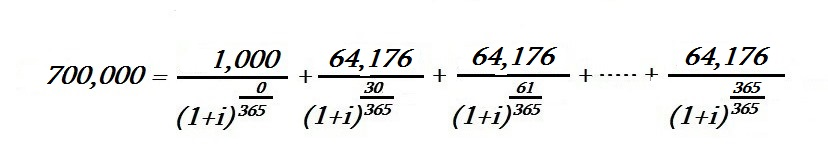 700,000 = 1,000/(1+i)^(0/365) + 64,176/(1+i)^(30/365) + 64,176/(1+i)^(61/365) + ····· + 64,176/(1+i)^(365/365)